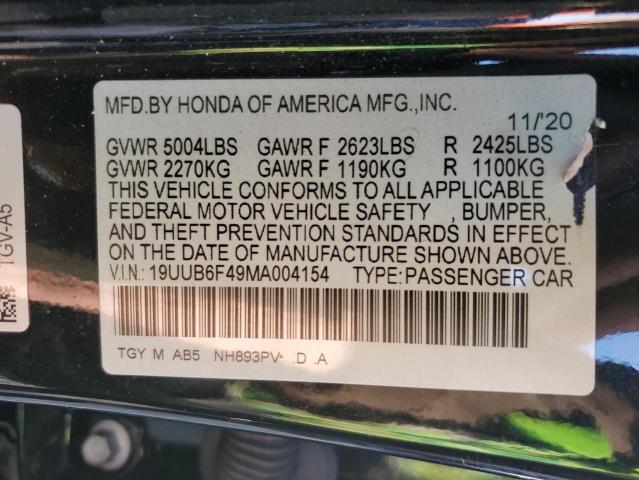 MFD.BY HONDA OF AMERICA MFG.,INC.
11/'20
GVWR 5004LBS GAWR F 2623LBS R 2425LBS
GVWR 2270KG GAWR F 1190KG R 1100KG
THIS VEHICLE CONFORMS TO ALL APPLICABLE
FEDERAL MOTOR VEHICLE SAFETY , BUMPER,
AND THEFT PREVENTION STANDARDS IN EFFECT
ON THE DATE OF MANUFACTURE SHOWN ABOVE.
V.I.N.: 19UUB6F49MA004154 TYPE:PASSENGER CAR
TGY M AB5 NH893PV- .D .A
TGV-A5